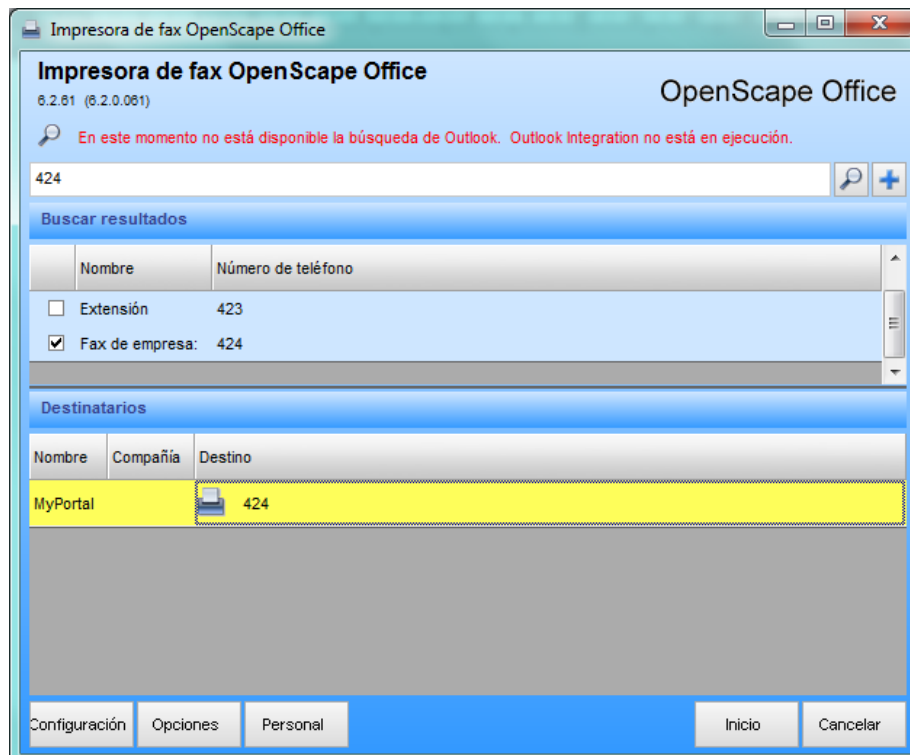 Impresora de fax OpenScape Office
Impresora de fax OpenScape Office
6.2.61 (6.2.0.061)
OpenScape Office
En este momento no está disponible la búsqueda de Outlook. Outlook Integration no está en ejecución.
424
Buscar resultados
Nombre Número de teléfono
Extensión 423
Fax de empresa: 424
Destinatarios
Nombre Compañía Destino
MyPortal 424
Configuración Opciones Personal Inicio Cancelar